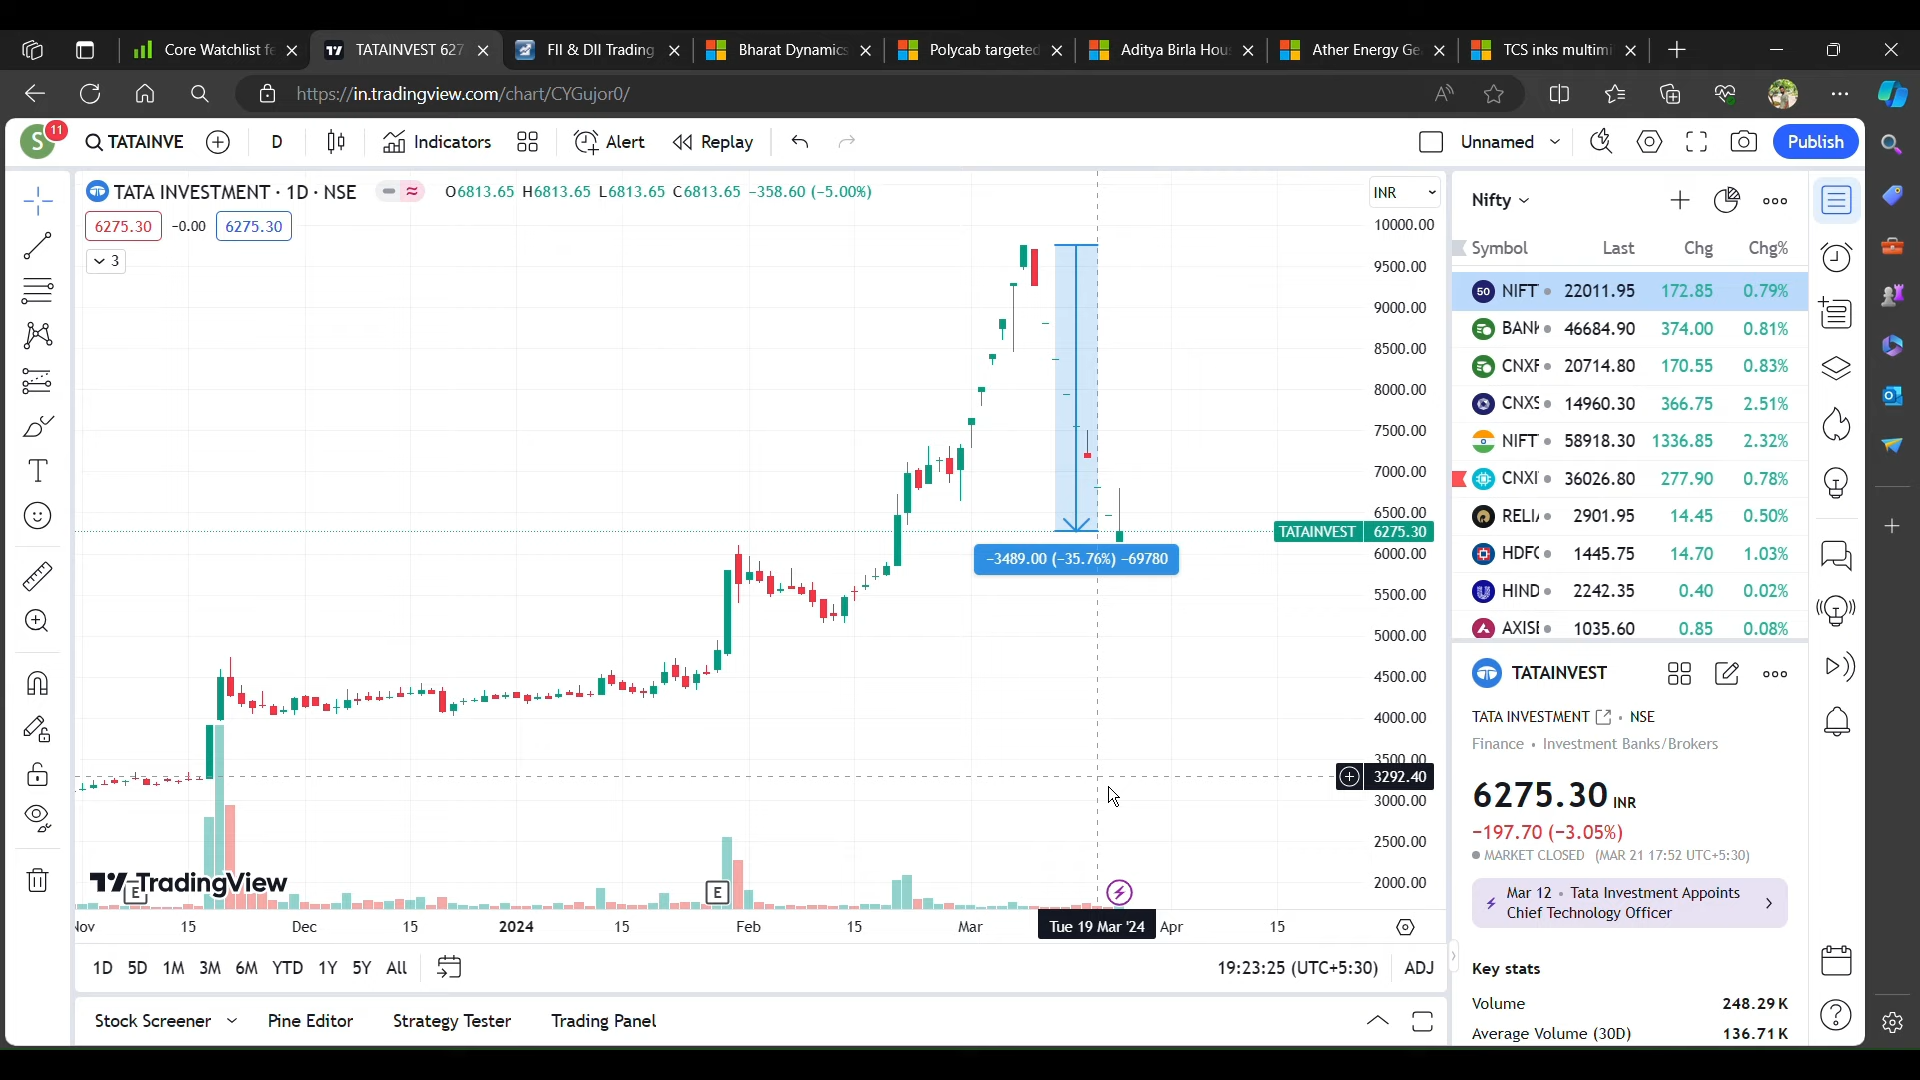 Core Watchlist fe
TATAINVEST 627
FII & DII Trading
Bharat Dynamics
Polycab targeted
Aditya Birla Hou
Ather Energy Ge
TCS inks multimi
https://in.tradingview.com/chart/CYGujor0/
S 11
TATAINVE
D
Indicators
Alert
Replay
Unnamed
Publish
TATA INVESTMENT · 1D · NSE
O6813.65 H6813.65 L6813.65 C6813.65 −358.60 (−5.00%)
INR
6275.30 -0.00 6275.30
3
10000.00
9500.00
9000.00
8500.00
8000.00
7500.00
7000.00
6500.00
TATAINVEST 6275.30
6000.00
−3489.00 (−35.76%) −69780
5500.00
5000.00
4500.00
4000.00
3500.00
3292.40
3000.00
2500.00
2000.00
TradingView
E
E
Nov 15 Dec 15 2024 15 Feb 15 Mar Tue 19 Mar '24 Apr 15
1D 5D 1M 3M 6M YTD 1Y 5Y All
19:23:25 (UTC+5:30) ADJ
Stock Screener
Pine Editor
Strategy Tester
Trading Panel
Nifty
Symbol Last Chg Chg%
50 NIFT 22011.95 172.85 0.79%
BANK 46684.90 374.00 0.81%
CNXF 20714.80 170.55 0.83%
CNXS 14960.30 366.75 2.51%
NIFT 58918.30 1336.85 2.32%
CNXI 36026.80 277.90 0.78%
RELI 2901.95 14.45 0.50%
HDFC 1445.75 14.70 1.03%
HIND 2242.35 0.40 0.02%
AXISE 1035.60 0.85 0.08%
TATAINVEST
TATA INVESTMENT · NSE
Finance · Investment Banks/Brokers
6275.30 INR
−197.70 (−3.05%)
MARKET CLOSED (MAR 21 17:52 UTC+5:30)
Mar 12 · Tata Investment Appoints
Chief Technology Officer
Key stats
Volume 248.29K
Average Volume (30D) 136.71K